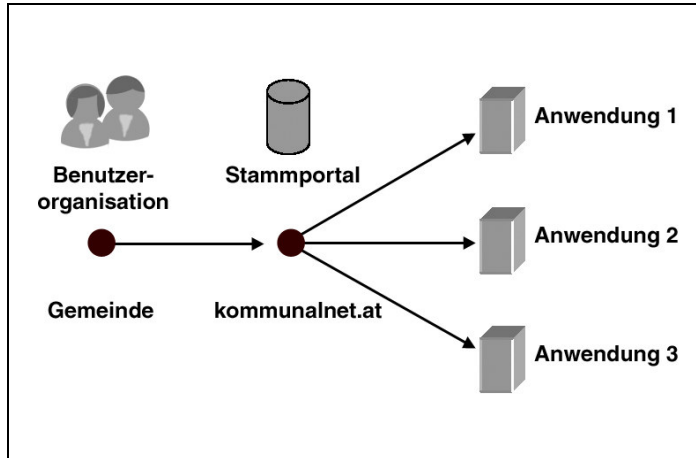 Benutzer-
organisation
Stammportal
Gemeinde
kommunalnet.at
Anwendung 1
Anwendung 2
Anwendung 3